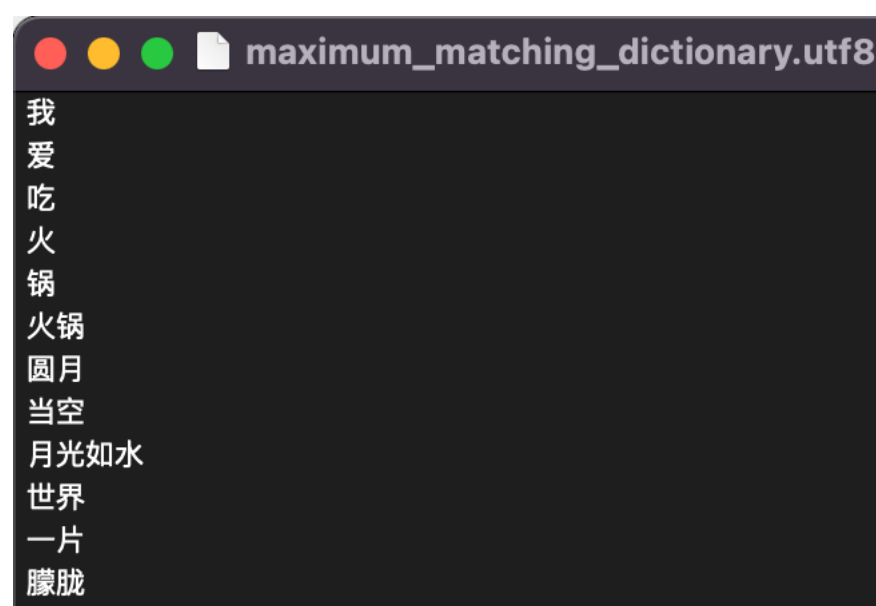 maximum_matching_dictionary.utf8
我
爱
吃
火
锅
火锅
圆月
当空
月光如水
世界
一片
朦胧